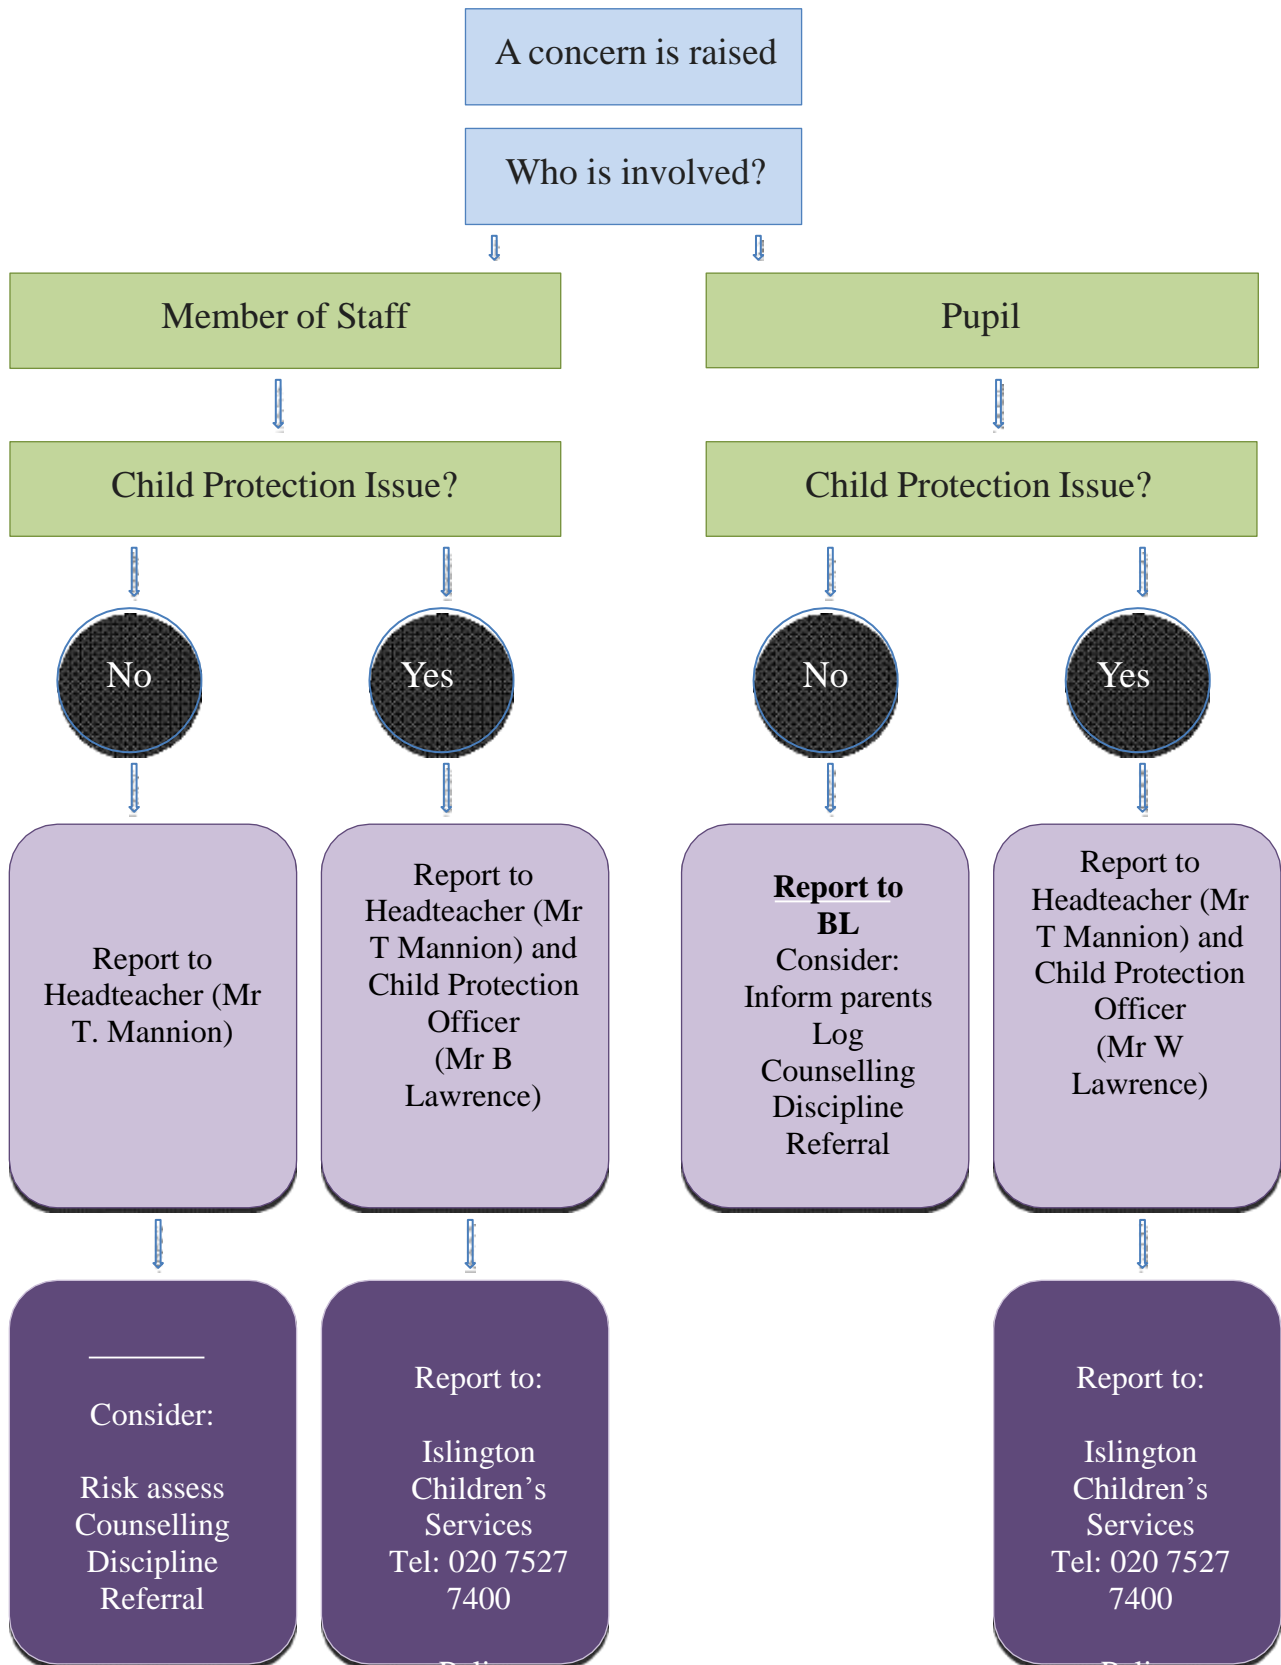 A concern is raised
Who is involved?
Member of Staff
Pupil
Child Protection Issue?
Child Protection Issue?
No
Yes
No
Yes
Report to
Headteacher (Mr
T. Mannion)
Report to
Headteacher (Mr
T Mannion) and
Child Protection
Officer
(Mr B
Lawrence)
Report to
BL
Consider:
Inform parents
Log
Counselling
Discipline
Referral
Report to
Headteacher (Mr
T Mannion) and
Child Protection
Officer
(Mr W
Lawrence)
Consider:
Risk assess
Counselling
Discipline
Referral
Report to:
Islington
Children’s
Services
Tel: 020 7527
7400
Report to:
Islington
Children’s
Services
Tel: 020 7527
7400